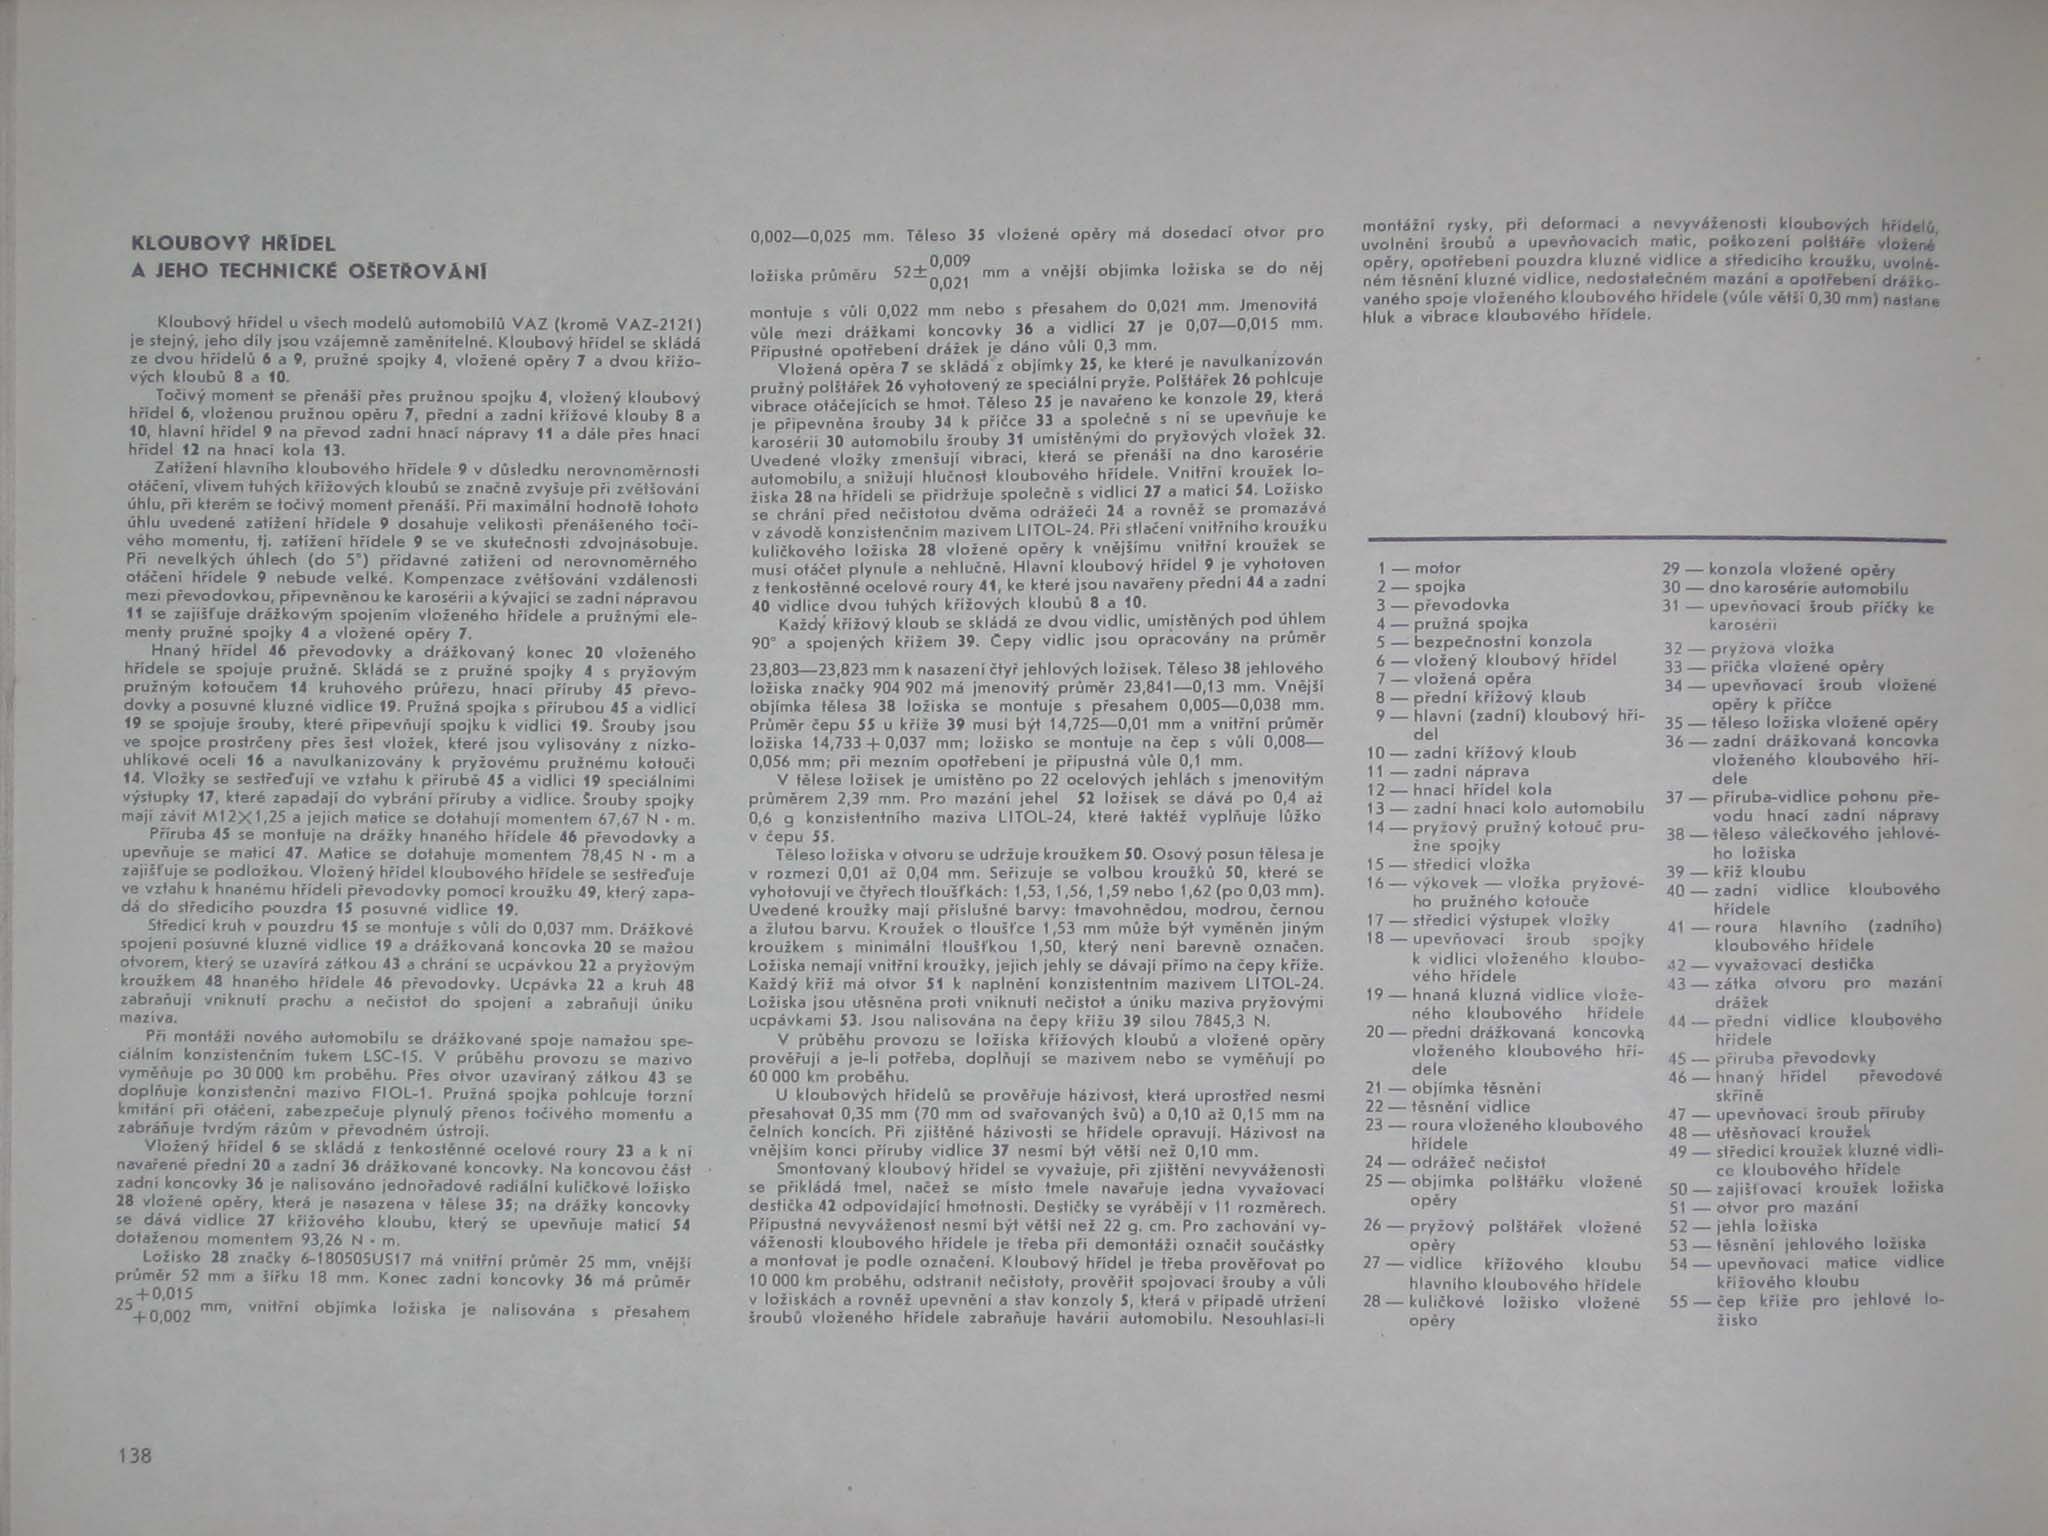 KLOUBOVÝ HŘÍDEL
A JEHO TECHNICKÉ OŠETŘOVÁNÍ
Kloubový hřídel u všech modelů automobilů VAZ (kromě VAZ-2121)
je stejný, jeho díly jsou vzájemně zaměnitelné. Kloubový hřídel se skládá
ze dvou hřídelů 6 a 9, pružné spojky 4, vložené opěry 7 a dvou křížo-
vých kloubů 8 a 10.
Točivý moment se přenáší přes pružnou spojku 4, vložený kloubový
hřídel 6, vloženou pružnou opěru 7, přední a zadní křížové klouby 8 a
10, hlavní hřídel 9 na převod zadní hnací nápravy 11 a dále přes hnací
hřídel 12 na hnací kola 13.
Zatížení hlavního kloubového hřídele 9 v důsledku nerovnoměrnosti
otáčení, vlivem tuhých křížových kloubů se značně zvyšuje při zvětšování
úhlu, při kterém se točivý moment přenáší. Při maximální hodnotě tohoto
úhlu uvedené zatížení hřídele 9 dosahuje velikosti přenášeného toči-
vého momentu, tj. zatížení hřídele 9 se ve skutečnosti zdvojnásobuje.
Při nevelkých úhlech (do 5°) přídavné zatížení od nerovnoměrného
otáčení hřídele 9 nebude velké. Kompenzace zvětšování vzdálenosti
mezi převodovkou, připevněnou ke karosérii a kývající se zadní nápravou
11 se zajišťuje drážkovým spojením vloženého hřídele a pružnými ele-
menty pružné spojky 4 a vložené opěry 7.
Hnaný hřídel 46 převodovky a drážkovaný konec 20 vloženého
hřídele se spojuje pružně. Skládá se z pružné spojky 4 s pryžovým
pružným kotoučem 14 kruhového průřezu, hnací příruby 45 převo-
dovky a posuvné kluzné vidlice 19. Pružná spojka s přírubou 45 a vidlicí
19 se spojuje šrouby, které připevňují spojku k vidlici 19. Šrouby jsou
ve spojce prostrčeny přes šest vložek, které jsou vylisovány z nízko-
uhlíkové oceli 16 a navulkanizovány k pryžovému pružnému kotouči
14. Vložky se sestřeďují ve vztahu k přírubě 45 a vidlici 19 speciálními
výstupky 17, které zapadají do vybrání příruby a vidlice. Šrouby spojky
mají závit M12×1,25 a jejich matice se dotahují momentem 67,67 N · m.
Příruba 45 se montuje na drážky hnaného hřídele 46 převodovky a
upevňuje se maticí 47. Matice se dotahuje momentem 78,45 N · m a
zajišťuje se podložkou. Vložený hřídel kloubového hřídele se sestřeďuje
ve vztahu k hnanému hřídeli převodovky pomocí kroužku 49, který zapa-
dá do středicího pouzdra 15 posuvné vidlice 19.
Středicí kruh v pouzdru 15 se montuje s vůlí do 0,037 mm. Drážkové
spojení posuvné kluzné vidlice 19 a drážkovaná koncovka 20 se mažou
otvorem, který se uzavírá zátkou 43 a chrání se ucpávkou 22 a pryžovým
kroužkem 48 hnaného hřídele 46 převodovky. Ucpávka 22 a kruh 48
zabraňují vniknutí prachu a nečistot do spojení a zabraňují úniku
maziva.
Při montáži nového automobilu se drážkované spoje namažou spe-
ciálním konzistenčním tukem LSC-15. V průběhu provozu se mazivo
vyměňuje po 30 000 km proběhu. Přes otvor uzavíraný zátkou 43 se
doplňuje konzistenční mazivo FIOL-1. Pružná spojka pohlcuje torzní
kmitání při otáčení, zabezpečuje plynulý přenos točivého momentu a
zabráňuje tvrdým rázům v převodném ústrojí.
Vložený hřídel 6 se skládá z tenkostěnné ocelové roury 23 a k ní
navařené přední 20 a zadní 36 drážkované koncovky. Na koncovou část
zadní koncovky 36 je nalisováno jednořadové radiální kuličkové ložisko
28 vložené opěry, která je nasazena v tělese 35; na drážky koncovky
se dává vidlice 27 křížového kloubu, který se upevňuje maticí 54
dotaženou momentem 93,26 N · m.
Ložisko 28 značky 6-180505US17 má vnitřní průměr 25 mm, vnější
průměr 52 mm a šířku 18 mm. Konec zadní koncovky 36 má průměr
25 +0,015 +0,002 mm, vnitřní objímka ložiska je nalisována s přesahem
0,002—0,025 mm. Těleso 35 vložené opěry má dosedací otvor pro
ložiska průměru 52± 0,009 0,021 mm a vnější objímka ložiska se do něj
montuje s vůlí 0,022 mm nebo s přesahem do 0,021 mm. Jmenovitá
vůle mezi drážkami koncovky 36 a vidlicí 27 je 0,07—0,015 mm.
Přípustné opotřebení drážek je dáno vůlí 0,3 mm.
Vložená opěra 7 se skládá z objímky 25, ke které je navulkanizován
pružný polštářek 26 vyhotovený ze speciální pryže. Polštářek 26 pohlcuje
vibrace otáčejících se hmot. Těleso 25 je navařeno ke konzole 29, která
je připevněna šrouby 34 k příčce 33 a společně s ní se upevňuje ke
karosérii 30 automobilu šrouby 31 umístěnými do pryžových vložek 32.
Uvedené vložky zmenšují vibraci, která se přenáší na dno karosérie
automobilu, a snižují hlučnost kloubového hřídele. Vnitřní kroužek lo-
žiska 28 na hřídeli se přidržuje společně s vidlicí 27 a maticí 54. Ložisko
se chrání před nečistotou dvěma odrážeči 24 a rovněž se promazává
v závodě konzistenčním mazivem LITOL-24. Při stlačení vnitřního kroužku
kuličkového ložiska 28 vložené opěry k vnějšímu vnitřní kroužek se
musí otáčet plynule a nehlučně. Hlavní kloubový hřídel 9 je vyhotoven
z tenkostěnné ocelové roury 41, ke které jsou navařeny přední 44 a zadní
40 vidlice dvou tuhých křížových kloubů 8 a 10.
Každý křížový kloub se skládá ze dvou vidlic, umístěných pod úhlem
90° a spojených křížem 39. Čepy vidlic jsou opracovány na průměr
23,803—23,823 mm k nasazení čtyř jehlových ložisek. Těleso 38 jehlového
ložiska značky 904 902 má jmenovitý průměr 23,841—0,13 mm. Vnější
objímka tělesa 38 ložiska se montuje s přesahem 0,005—0,038 mm.
Průměr čepu 55 u kříže 39 musí být 14,725—0,01 mm a vnitřní průměr
ložiska 14,733 + 0,037 mm; ložisko se montuje na čep s vůlí 0,008—
0,056 mm; při mezním opotřebení je přípustná vůle 0,1 mm.
V tělese ložisek je umístěno po 22 ocelových jehlách s jmenovitým
průměrem 2,39 mm. Pro mazání jehel 52 ložisek se dává po 0,4 až
0,6 g konzistentního maziva LITOL-24, které taktéž vyplňuje lůžko
v čepu 55.
Těleso ložiska v otvoru se udržuje kroužkem 50. Osový posun tělesa je
v rozmezí 0,01 až 0,04 mm. Seřizuje se volbou kroužků 50, které se
vyhotovují ve čtyřech tloušťkách: 1,53, 1,56, 1,59 nebo 1,62 (po 0,03 mm).
Uvedené kroužky mají příslušné barvy: tmavohnědou, modrou, černou
a žlutou barvu. Kroužek o tloušťce 1,53 mm může být vyměněn jiným
kroužkem s minimální tloušťkou 1,50, který není barevně označen.
Ložiska nemají vnitřní kroužky, jejich jehly se dávají přímo na čepy kříže.
Každý kříž má otvor 51 k naplnění konzistentním mazivem LITOL-24.
Ložiska jsou utěsněna proti vniknutí nečistot a úniku maziva pryžovými
ucpávkami 53. Jsou nalisována na čepy křížu 39 silou 7845,3 N.
V průběhu provozu se ložiska křížových kloubů a vložené opěry
prověřují a je-li potřeba, doplňují se mazivem nebo se vyměňují po
60 000 km proběhu.
U kloubových hřídelů se prověřuje házivost, která uprostřed nesmí
přesahovat 0,35 mm (70 mm od svařovaných švů) a 0,10 až 0,15 mm na
čelních koncích. Při zjištěné házivosti se hřídele opravují. Házivost na
vnějším konci příruby vidlice 37 nesmí být větší než 0,10 mm.
Smontovaný kloubový hřídel se vyvažuje, při zjištění nevyváženosti
se přikládá tmel, načež se místo tmele navařuje jedna vyvažovací
destička 42 odpovídající hmotnosti. Destičky se vyrábějí v 11 rozměrech.
Přípustná nevyváženost nesmí být větší než 22 g. cm. Pro zachování vy-
váženosti kloubového hřídele je třeba při demontáži označit součástky
a montovat je podle označení. Kloubový hřídel je třeba prověřovat po
10 000 km proběhu, odstranit nečistoty, prověřit spojovací šrouby a vůli
v ložiskách a rovněž upevnění a stav konzoly 5, která v případě utržení
šroubů vloženého hřídele zabraňuje havárii automobilu. Nesouhlasí-li
montážní rysky, při deformaci a nevyváženosti kloubových hřídelů,
uvolnění šroubů a upevňovacích matic, poškození polštáře vložené
opěry, opotřebení pouzdra kluzné vidlice a středicího kroužku, uvolně-
ném těsnění kluzné vidlice, nedostatečném mazání a opotřebení drážko-
vaného spoje vloženého kloubového hřídele (vůle větší 0,30 mm) nastane
hluk a vibrace kloubového hřídele.
1 — motor
2 — spojka
3 — převodovka
4 — pružná spojka
5 — bezpečnostní konzola
6 — vložený kloubový hřídel
7 — vložená opěra
8 — přední křížový kloub
9 — hlavní (zadní) kloubový hří-
del
10 — zadní křížový kloub
11 — zadní náprava
12 — hnací hřídel kola
13 — zadní hnací kolo automobilu
14 — pryžový pružný kotouč pru-
žne spojky
15 — středicí vložka
16 — výkovek — vložka pryžové-
ho pružného kotouče
17 — středicí výstupek vložky
18 — upevňovací šroub spojky
k vidlici vloženého kloubo-
vého hřídele
19 — hnaná kluzná vidlice vlože-
ného kloubového hřídele
20 — přední drážkovaná koncovka
vloženého kloubového hří-
dele
21 — objímka těsnění
22 — těsnění vidlice
23 — roura vloženého kloubového
hřídele
24 — odrážeč nečistot
25 — objímka polštářku vložené
opěry
26 — pryžový polštářek vložené
opěry
27 — vidlice křížového kloubu
hlavního kloubového hřídele
28 — kuličkové ložisko vložené
opěry
29 — konzola vložené opěry
30 — dno karosérie automobilu
31 — upevňovací šroub příčky ke
karosérii
32 — pryžová vložka
33 — příčka vložené opěry
34 — upevňovací šroub vložené
opěry k příčce
35 — těleso ložiska vložené opěry
36 — zadní drážkovaná koncovka
vloženého kloubového hří-
dele
37 — příruba-vidlice pohonu pře-
vodu hnací zadní nápravy
38 — těleso válečkového jehlové-
ho ložiska
39 — kříž kloubu
40 — zadní vidlice kloubového
hřídele
41 — roura hlavního (zadního)
kloubového hřídele
42 — vyvažovací destička
43 — zátka otvoru pro mazání
drážek
44 — přední vidlice kloubového
hřídele
45 — příruba převodovky
46 — hnaný hřídel převodové
skříně
47 — upevňovací šroub příruby
48 — utěsňovací kroužek
49 — středicí kroužek kluzné vidli-
ce kloubového hřídele
50 — zajišťovací kroužek ložiska
51 — otvor pro mazání
52 — jehla ložiska
53 — těsnění jehlového ložiska
54 — upevňovací matice vidlice
křížového kloubu
55 — čep kříže pro jehlové lo-
žisko
138